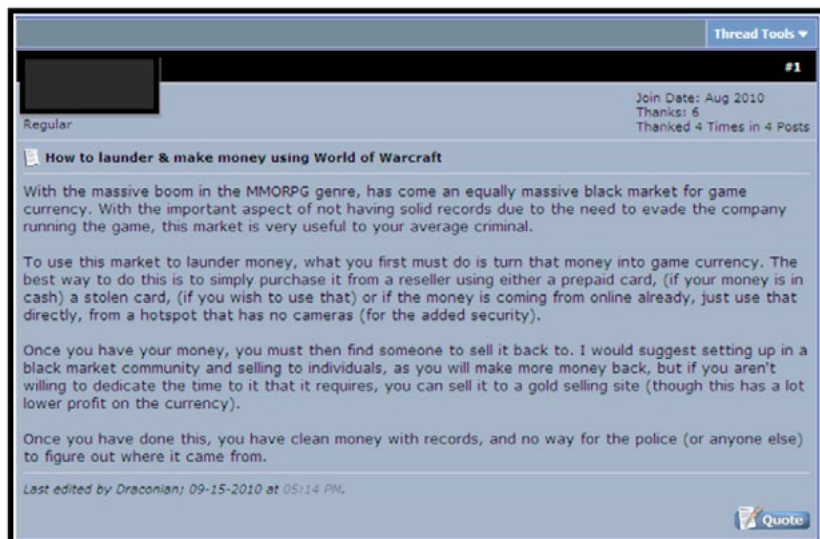 Thread Tools
#1
Join Date: Aug 2010
Thanks: 6
Thanked 4 Times in 4 Posts
Regular
How to launder & make money using World of Warcraft
With the massive boom in the MMORPG genre, has come an equally massive black market for game
currency. With the important aspect of not having solid records due to the need to evade the company
running the game, this market is very useful to your average criminal.
To use this market to launder money, what you first must do is turn that money into game currency. The
best way to do this is to simply purchase it from a reseller using either a prepaid card, (if your money is in
cash) a stolen card, (if you wish to use that) or if the money is coming from online already, just use that
directly, from a hotspot that has no cameras (for the added security).
Once you have your money, you must then find someone to sell it back to. I would suggest setting up in a
black market community and selling to individuals, as you will make more money back, but if you aren't
willing to dedicate the time to it that it requires, you can sell it to a gold selling site (though this has a lot
lower profit on the currency).
Once you have done this, you have clean money with records, and no way for the police (or anyone else)
to figure out where it came from.
Last edited by Draconian; 09-15-2010 at 05:14 PM.
Quote